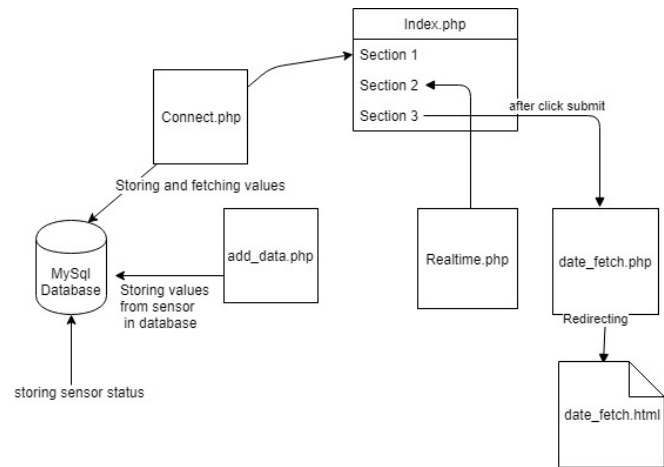 Index.php
Section 1
Section 2
Section 3
after click submit
Connect.php
Storing and fetching values
MySql
Database
add_data.php
Storing values
from sensor
in database
storing sensor status
Realtime.php
date_fetch.php
Redirecting
date_fetch.html